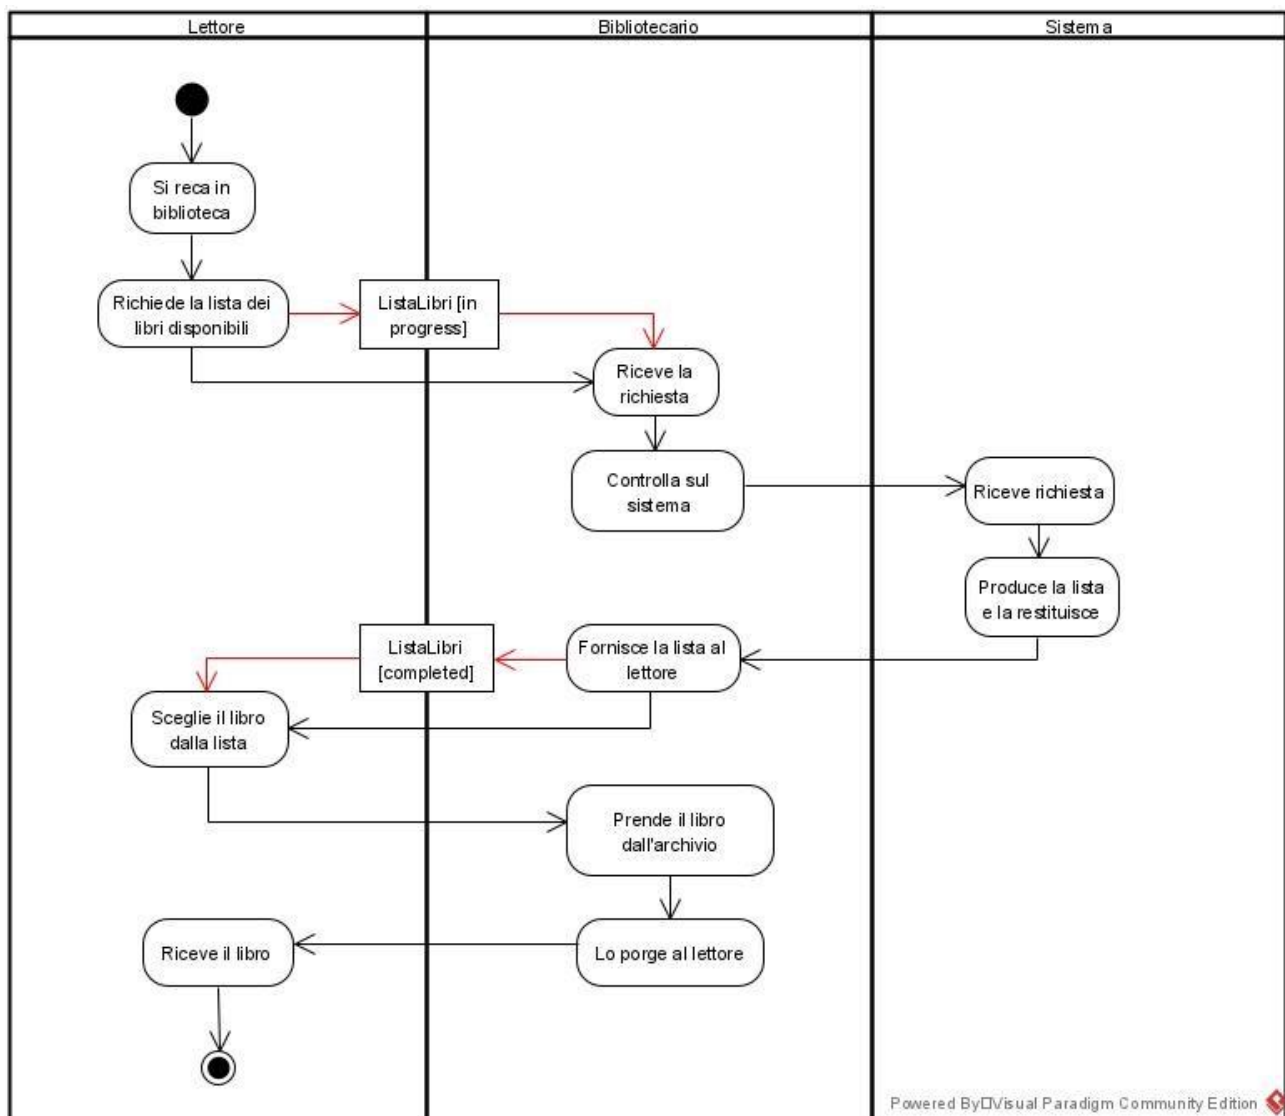 Lettore
Bibliotecario
Sistema
Si reca in
biblioteca
Richiede la lista dei
libri disponibili
ListaLibri [in
progress]
Riceve la
richiesta
Controlla sul
sistema
Riceve richiesta
Produce la lista
e la restituisce
Fornisce la lista al
lettore
ListaLibri
[completed]
Sceglie il libro
dalla lista
Prende il libro
dall'archivio
Lo porge al lettore
Riceve il libro
Powered By□Visual Paradigm Community Edition